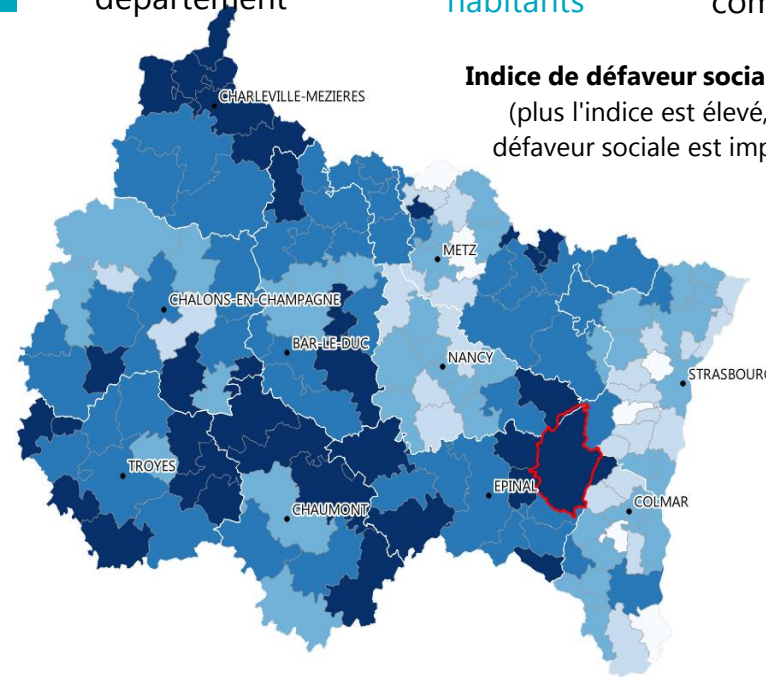 département
habitants
com
Indice de défaveur socia
(plus l'indice est élevé,
défaveur sociale est imp
CHARLEVILLE-MEZIERES
METZ
CHALONS-EN-CHAMPAGNE
BAR-LE-DUC
NANCY
STRASBOURG
TROYES
EPINAL
CHAUMONT
COLMAR